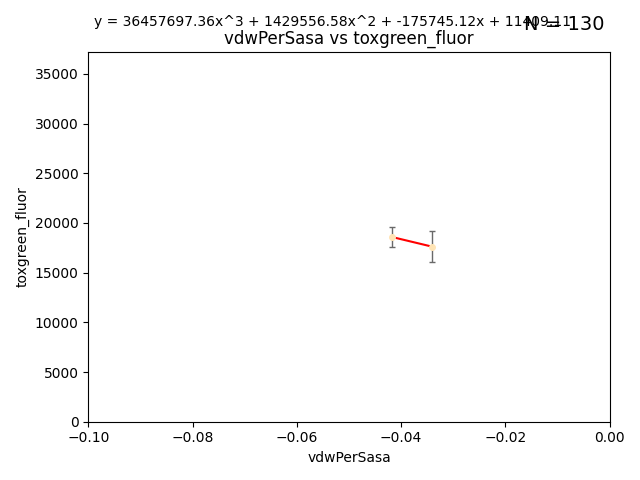 y = 36457697.36x^3 + 1429556.58x^2 + -175745.12x + 11409.11
N = 130
vdwPerSasa vs toxgreen_fluor
35000
30000
25000
20000
15000
10000
5000
0
toxgreen_fluor
−0.10 −0.08 −0.06 −0.04 −0.02 0.00
vdwPerSasa